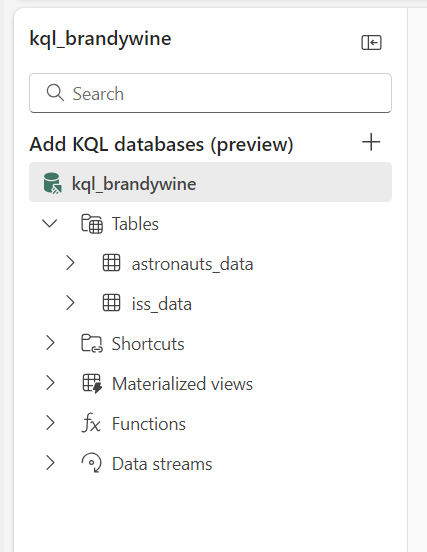 kql_brandywine
Search
Add KQL databases (preview)
kql_brandywine
Tables
astronauts_data
iss_data
Shortcuts
Materialized views
Functions
Data streams